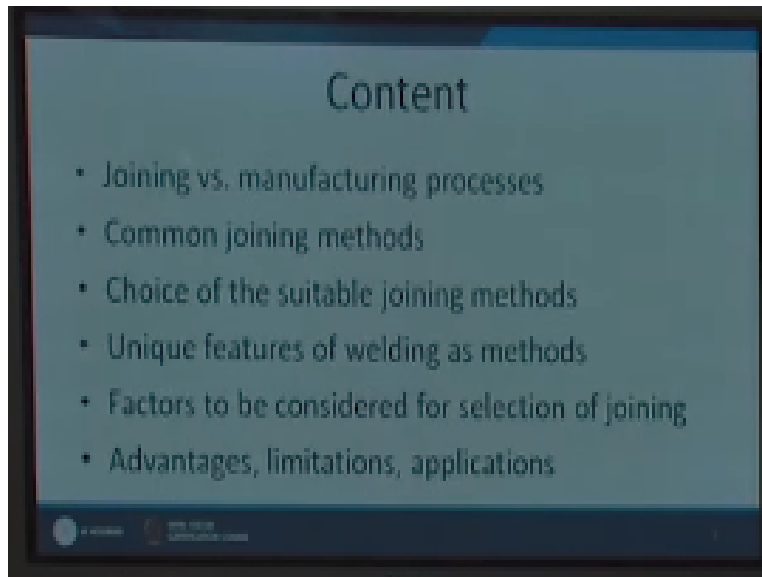 Content
• Joining vs. manufacturing processes
• Common joining methods
• Choice of the suitable joining methods
• Unique features of welding as methods
• Factors to be considered for selection of joining
• Advantages, limitations, applications